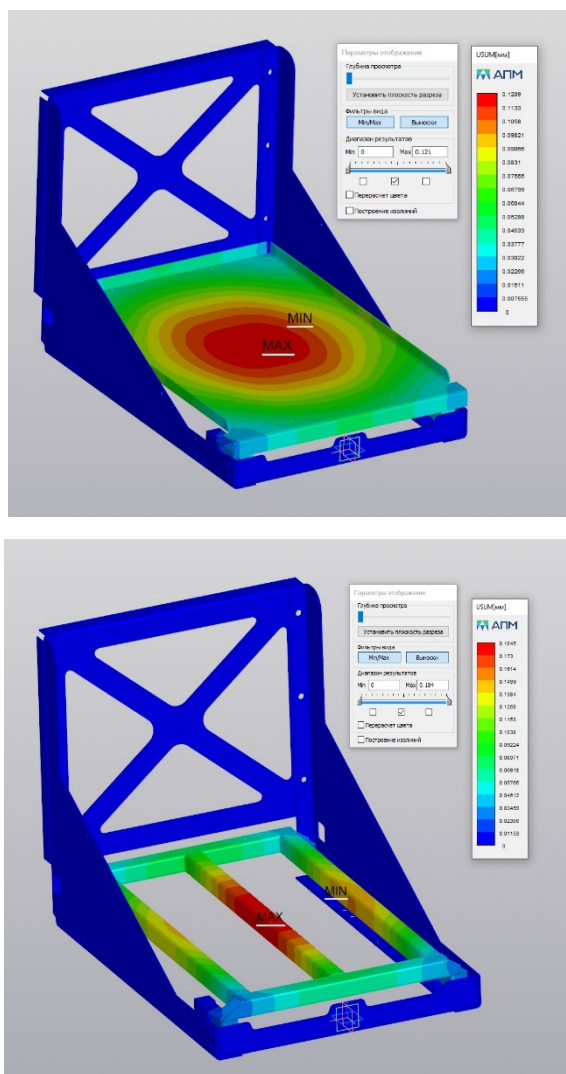 Параметры отображения
Глубина просмотра
Установить плоскость разреза
Фильтры вида
Min/Max Выноски
Диапазон результатов
Min 0 Max 0.121
Перерасчет цвета
Построение изолиний
USUM[мм]
АПМ
0.1209
0.1133
0.1058
0.09821
0.09066
0.0831
0.07555
0.06799
0.06044
0.05288
0.04533
0.03777
0.03022
0.02266
0.01511
0.007555
0
MIN
MAX
Параметры отображения
Глубина просмотра
Установить плоскость разреза
Фильтры вида
Min/Max Выноски
Диапазон результатов
Min 0 Max 0.184
Перерасчет цвета
Построение изолиний
USUM[мм]
АПМ
0.1845
0.173
0.1614
0.1499
0.1384
0.1268
0.1153
0.1038
0.09224
0.08071
0.06918
0.05765
0.04612
0.03459
0.02306
0.01153
0
MIN
MAX